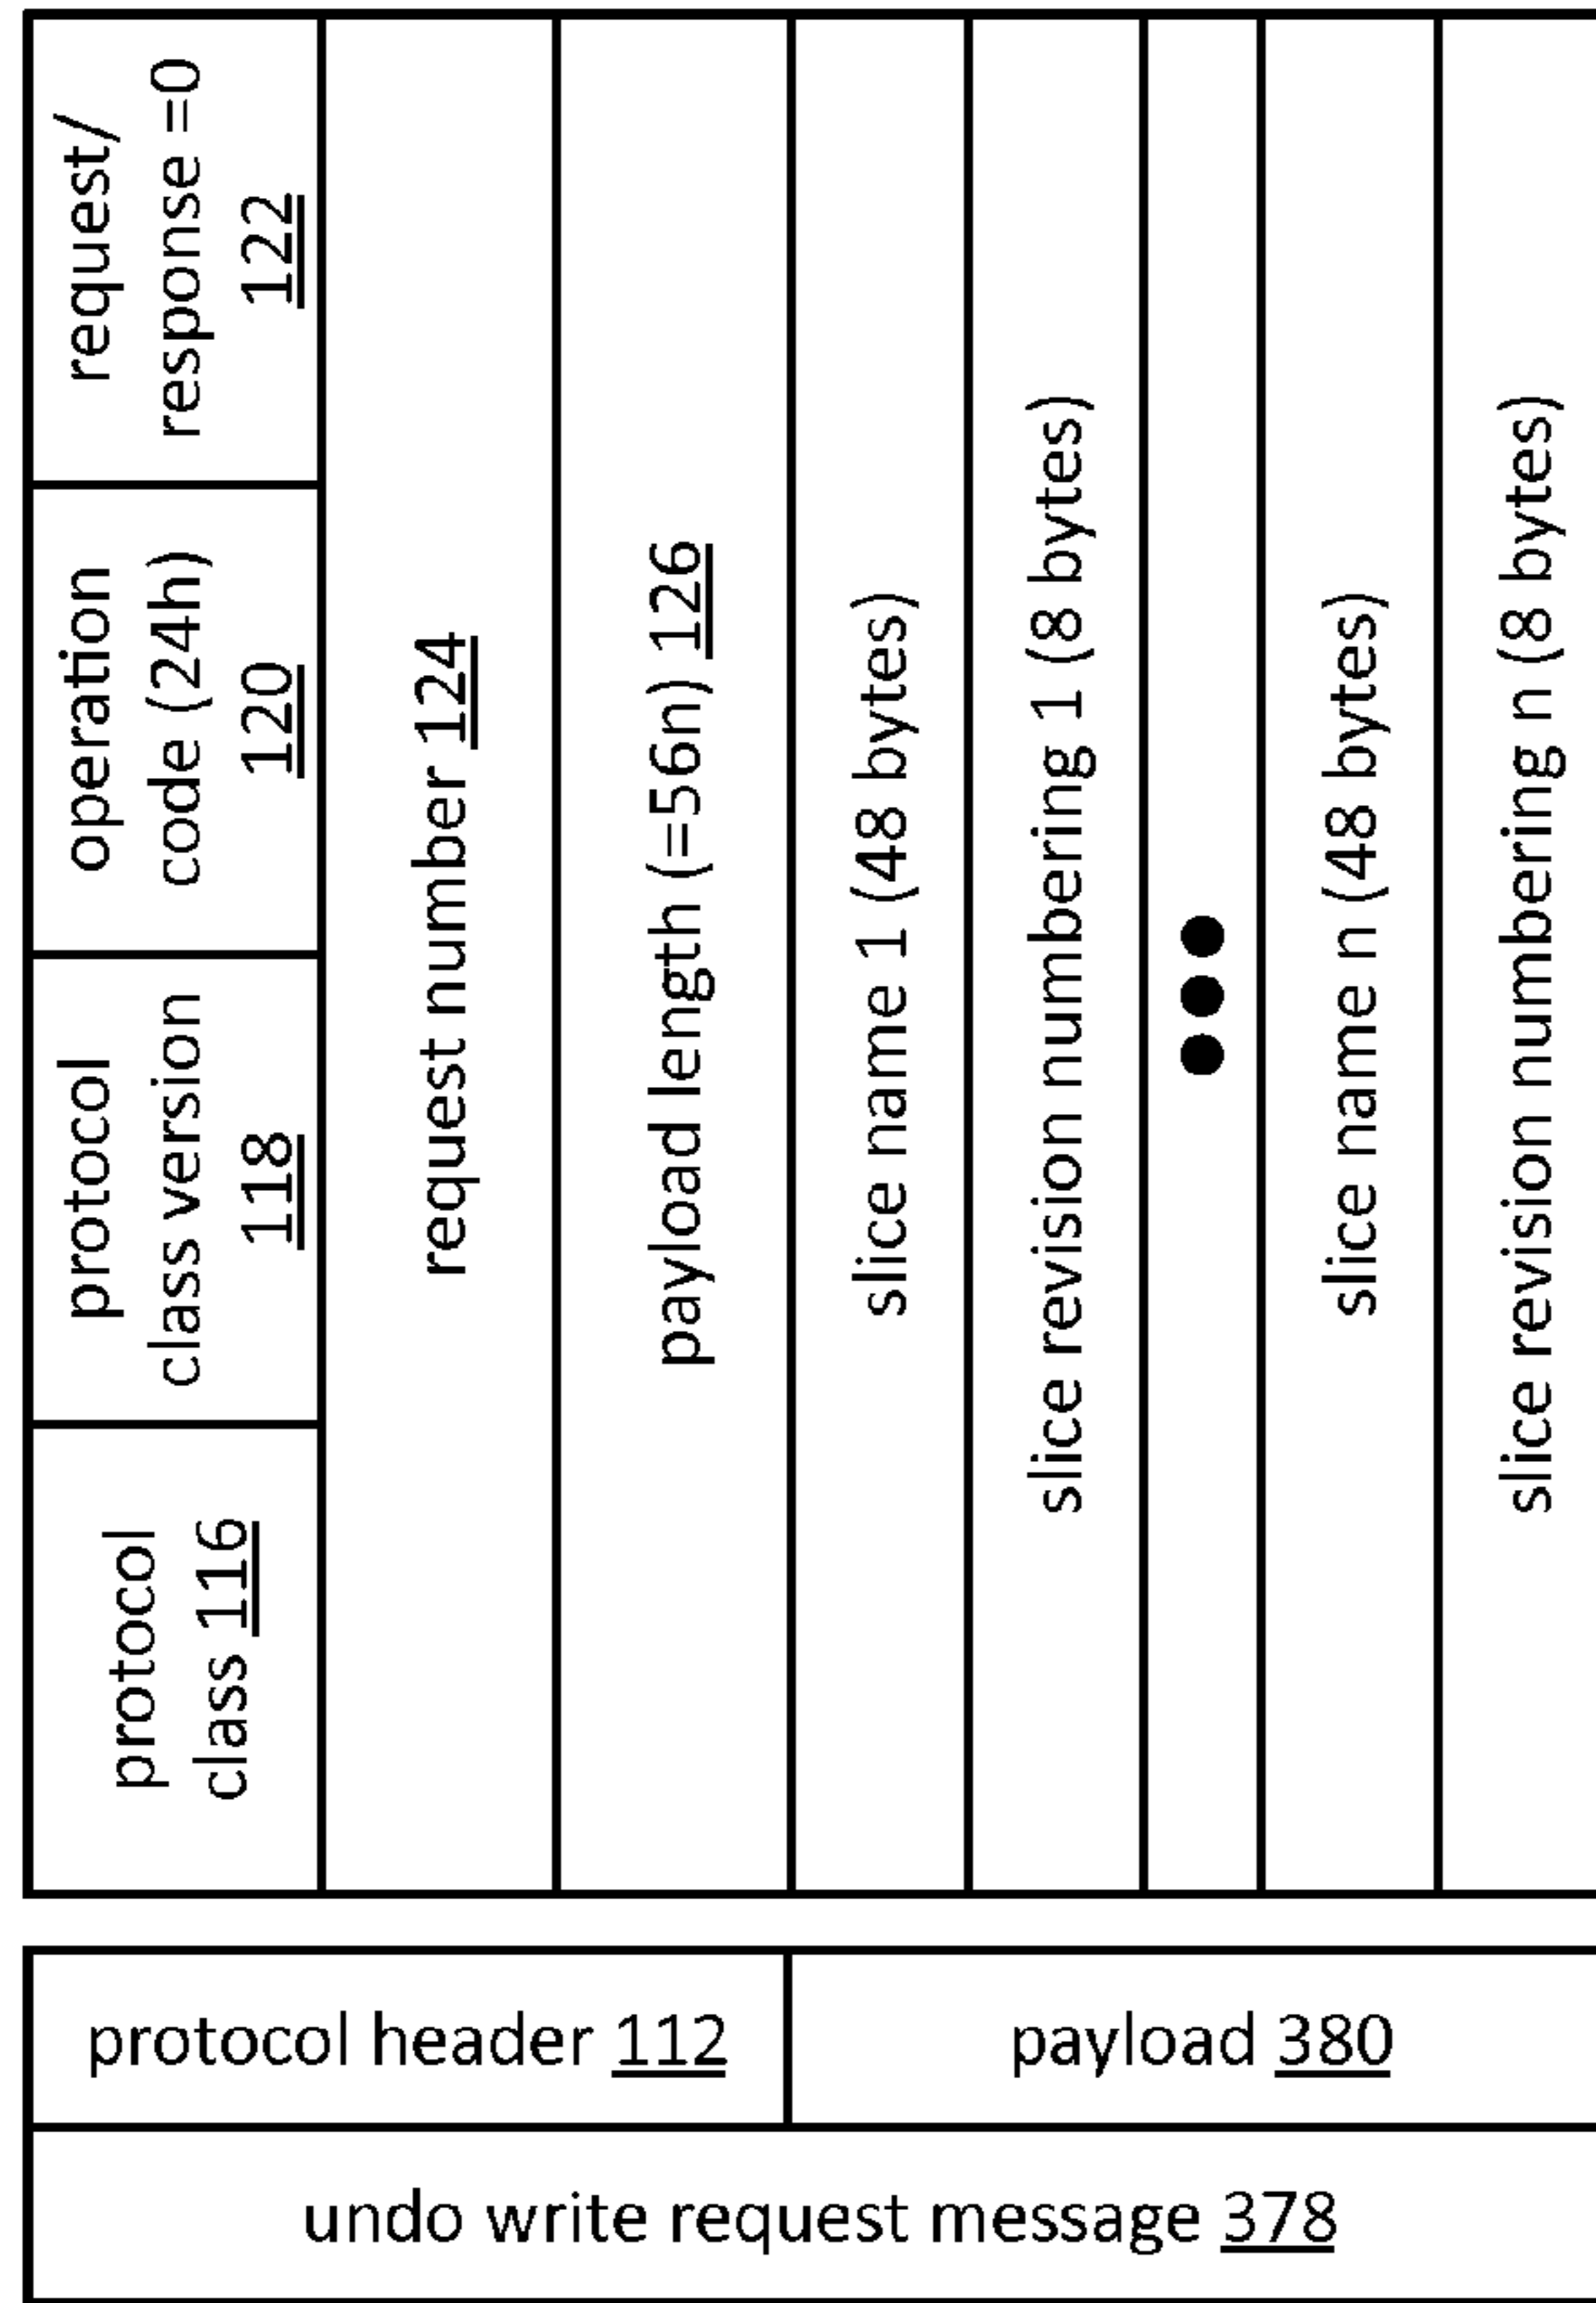 protocol
class 116
protocol
class version
118
operation
code (24h)
120
request/
response =0
122
request number 124
payload length (=56n) 126
slice name 1 (48 bytes)
slice revision numbering 1 (8 bytes)
●●●
slice name n (48 bytes)
slice revision numbering n (8 bytes)
protocol header 112
payload 380
undo write request message 378